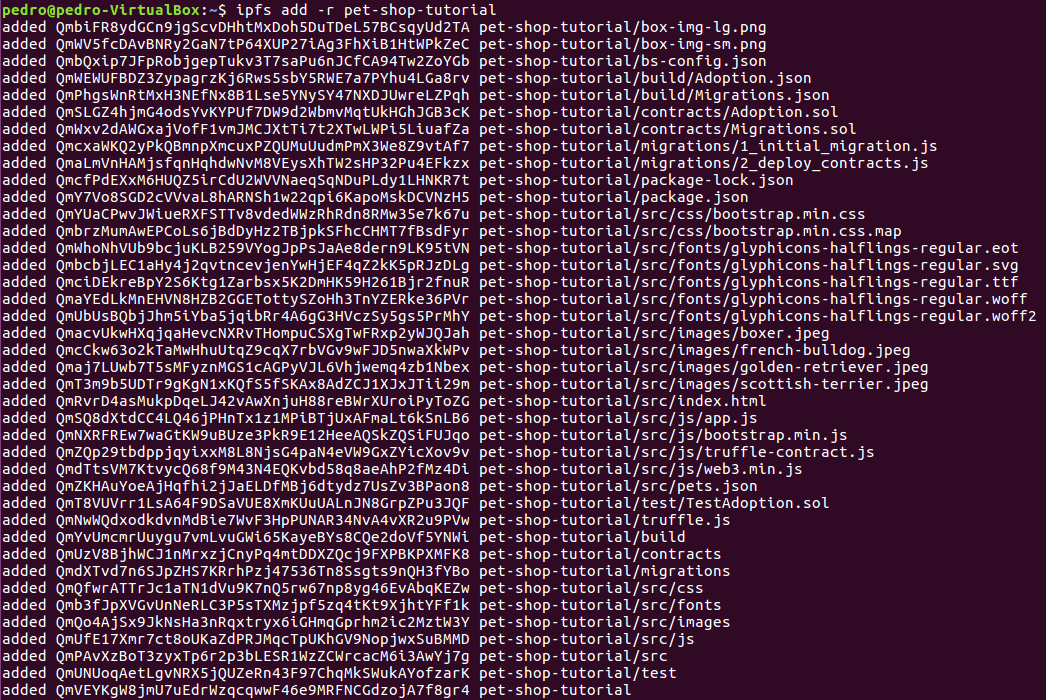 pedro@pedro-VirtualBox:~$ ipfs add -r pet-shop-tutorial
added QmbiFR8ydGCn9jgScvDHhtMxDoh5DuTDeL57BCsqyUd2TA pet-shop-tutorial/box-img-lg.png
added QmWV5fcDAvBNRy2GaN7tP64XUP27iAg3FhXiB1HtWPkZeC pet-shop-tutorial/box-img-sm.png
added QmbQxip7JFpRobjgepTukv3T7saPu6nJCfCA94Tw2ZoYGb pet-shop-tutorial/bs-config.json
added QmWEWUFBDZ3ZypagrzKj6Rws5sbY5RWE7a7PYhu4LGa8rv pet-shop-tutorial/build/Adoption.json
added QmPhgsWnRtMxH3NEfNx8B1Lse5YNySY47NXDJUwreLZPqh pet-shop-tutorial/build/Migrations.json
added QmSLGZ4hjmG4odsYvKYPUf7DW9d2WbmvMqtUkHGhJGB3cK pet-shop-tutorial/contracts/Adoption.sol
added QmWxv2dAWGxajVofF1vmJMCJXtTi7t2XTwLWPi5LiuafZa pet-shop-tutorial/contracts/Migrations.sol
added QmcxaWKQ2yPkQBmnpXmcuxPZQUMuUudmPmX3We8Z9vtAf7 pet-shop-tutorial/migrations/1_initial_migration.js
added QmaLmVnHAMjsfqnHqhdwNvM8VEysXhTW2sHP32Pu4EFkzx pet-shop-tutorial/migrations/2_deploy_contracts.js
added QmcfPdEXxM6HUQZ5irCdU2WVVNaeqSqNDuPLdy1LHNKR7t pet-shop-tutorial/package-lock.json
added QmY7Vo8SGD2cVVvaL8hARNSh1w22qpi6KapoMskDCVNzH5 pet-shop-tutorial/package.json
added QmYUaCPwvJWiueRXFSTTv8vdedWWzRhRdn8RMw35e7k67u pet-shop-tutorial/src/css/bootstrap.min.css
added QmbrzMumAwEPCoLs6jBdDyHz2TBjpkSFhcCHMT7fBsdFyr pet-shop-tutorial/src/css/bootstrap.min.css.map
added QmWhoNhVUb9bcjuKLB259VYogJpPsJaAe8dern9LK95tVN pet-shop-tutorial/src/fonts/glyphicons-halflings-regular.eot
added QmbcbjLEC1aHy4j2qvtncevjenYwHjEF4qZ2kK5pRJzDLg pet-shop-tutorial/src/fonts/glyphicons-halflings-regular.svg
added QmciDEkreBpY2S6Ktg1Zarbsx5K2DmHK59H261Bjr2fnuR pet-shop-tutorial/src/fonts/glyphicons-halflings-regular.ttf
added QmaYEdLkMnEHVN8HZB2GGETottySZoHh3TnYZERke36PVr pet-shop-tutorial/src/fonts/glyphicons-halflings-regular.woff
added QmUbUsBQbjJhm5iYba5jqibRr4A6gG3HVczSy5gs5PrMhY pet-shop-tutorial/src/fonts/glyphicons-halflings-regular.woff2
added QmacvUkwHXqjqaHevcNXRvTHompuCSXgTwFRxp2yWJQJah pet-shop-tutorial/src/images/boxer.jpeg
added QmcCkw63o2kTaMwHhuUtqZ9cqX7rbVGv9wFJD5nwaXkWPv pet-shop-tutorial/src/images/french-bulldog.jpeg
added Qmaj7LUwb7T5sMFyznMGS1cAGPyVJL6Vhjwemq4zb1Nbex pet-shop-tutorial/src/images/golden-retriever.jpeg
added QmT3m9b5UDTr9gKgN1xKQfS5fSKAx8AdZCJ1XJxJTii29m pet-shop-tutorial/src/images/scottish-terrier.jpeg
added QmRvrD4asMukpDqeLJ42vAwXnjuH88reBWrXUroiPyToZG pet-shop-tutorial/src/index.html
added QmSQ8dXtdCC4LQ46jPHnTx1z1MPiBTjUxAFmaLt6kSnLB6 pet-shop-tutorial/src/js/app.js
added QmNXRFREw7waGtKW9uBUze3PkR9E12HeeAQSkZQSiFUJqo pet-shop-tutorial/src/js/bootstrap.min.js
added QmZQp29tbdppjqyixxM8L8NjsG4paN4eVW9GxZYicXov9v pet-shop-tutorial/src/js/truffle-contract.js
added QmdTtsVM7KtvycQ68f9M43N4EQKvbd58q8aeAhP2fMz4Di pet-shop-tutorial/src/js/web3.min.js
added QmZKHAuYoeAjHqfhi2jJaELDfMBj6dtydz7UsZv3BPaon8 pet-shop-tutorial/src/pets.json
added QmT8VUVrr1LsA64F9DSaVUE8XmKUuUALnJN8GrpZPu3JQF pet-shop-tutorial/test/TestAdoption.sol
added QmNwWQdxodkdvnMdBie7WvF3HpPUNAR34NvA4vXR2u9PVw pet-shop-tutorial/truffle.js
added QmYvUmcmrUuygu7vmLvuGWi65KayeBYs8CQe2doVf5YNWi pet-shop-tutorial/build
added QmUzV8BjhWCJ1nMrxzjCnyPq4mtDDXZQcj9FXPBKPXMFK8 pet-shop-tutorial/contracts
added QmdXTvd7n6SJpZHS7KRrhPzj47536Tn8Ssgts9nQH3fYBo pet-shop-tutorial/migrations
added QmQfwrATTrJc1aTN1dVu9K7nQ5rw67np8yg46EvAbqKEZw pet-shop-tutorial/src/css
added Qmb3fJpXVGvUnNeRLC3P5sTXMzjpf5zq4tKt9XjhtYFf1k pet-shop-tutorial/src/fonts
added QmQo4AjSx9JkNsHa3nRqxtryx6iGHmqGprhm2ic2MztW3Y pet-shop-tutorial/src/images
added QmUfE17Xmr7ct8oUKaZdPRJMqcTpUKhGV9NopjwxSuBMMD pet-shop-tutorial/src/js
added QmPAvXzBoT3zyxTp6r2p3bLESR1WzZCWrcacM6i3AwYj7g pet-shop-tutorial/src
added QmUNUoqAetLgvNRX5jQUZeRn43F97ChqMkSWukAYofzarK pet-shop-tutorial/test
added QmVEYKgW8jmU7uEdrWzqcqwwF46e9MRFNCGdzojA7f8gr4 pet-shop-tutorial